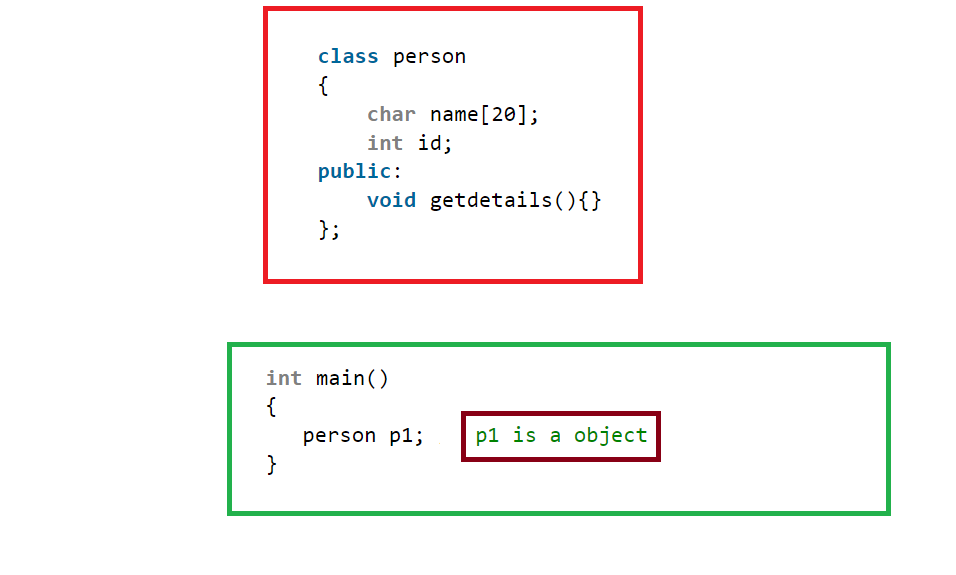 class person
{
char name[20];
int id;
public:
void getdetails(){}
};
int main()
{
person p1; p1 is a object
}